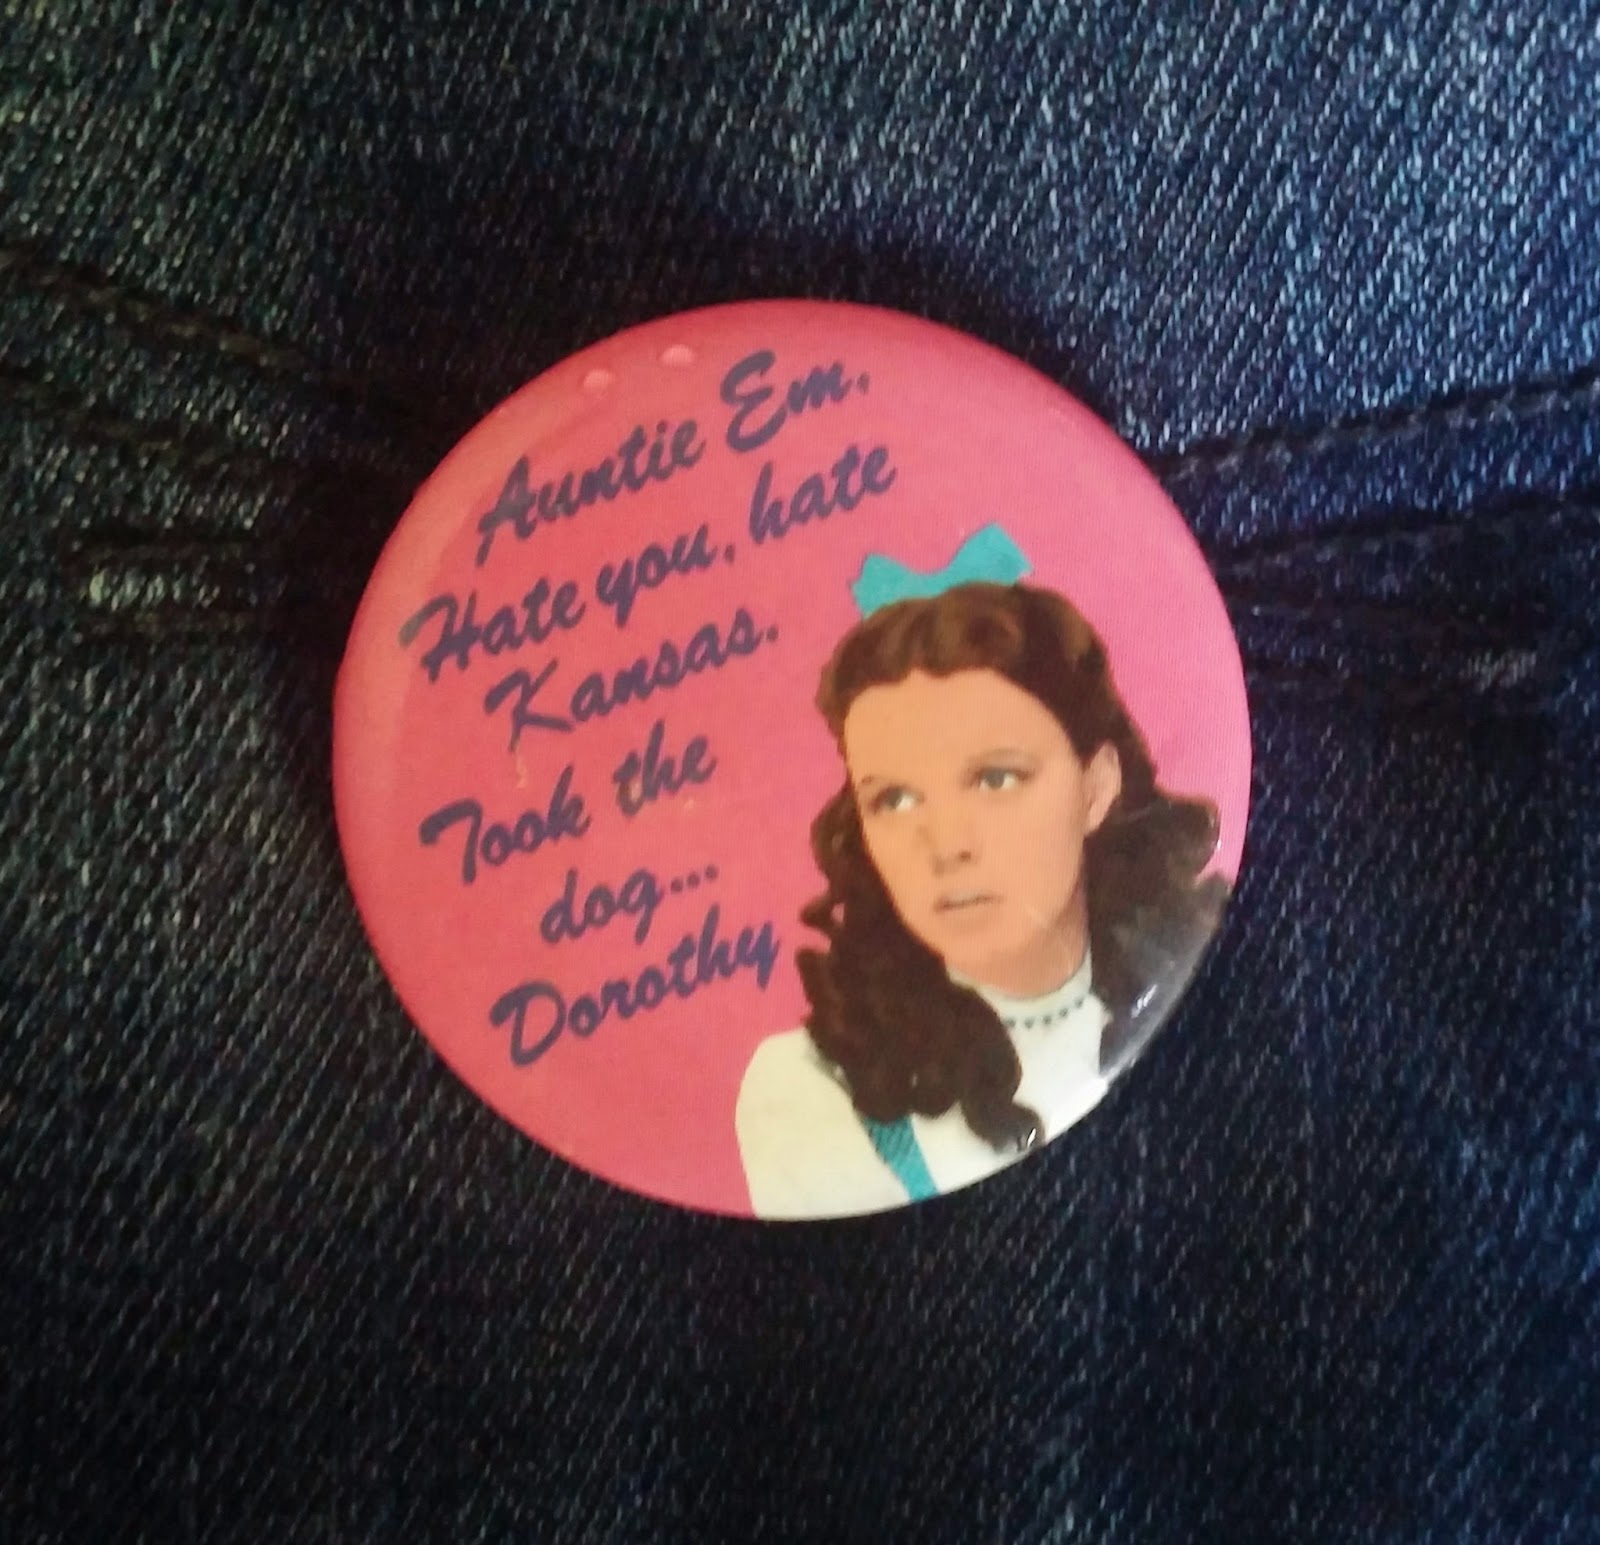 Auntie Em,
Hate you, hate
Kansas.
Took the
dog...
Dorothy